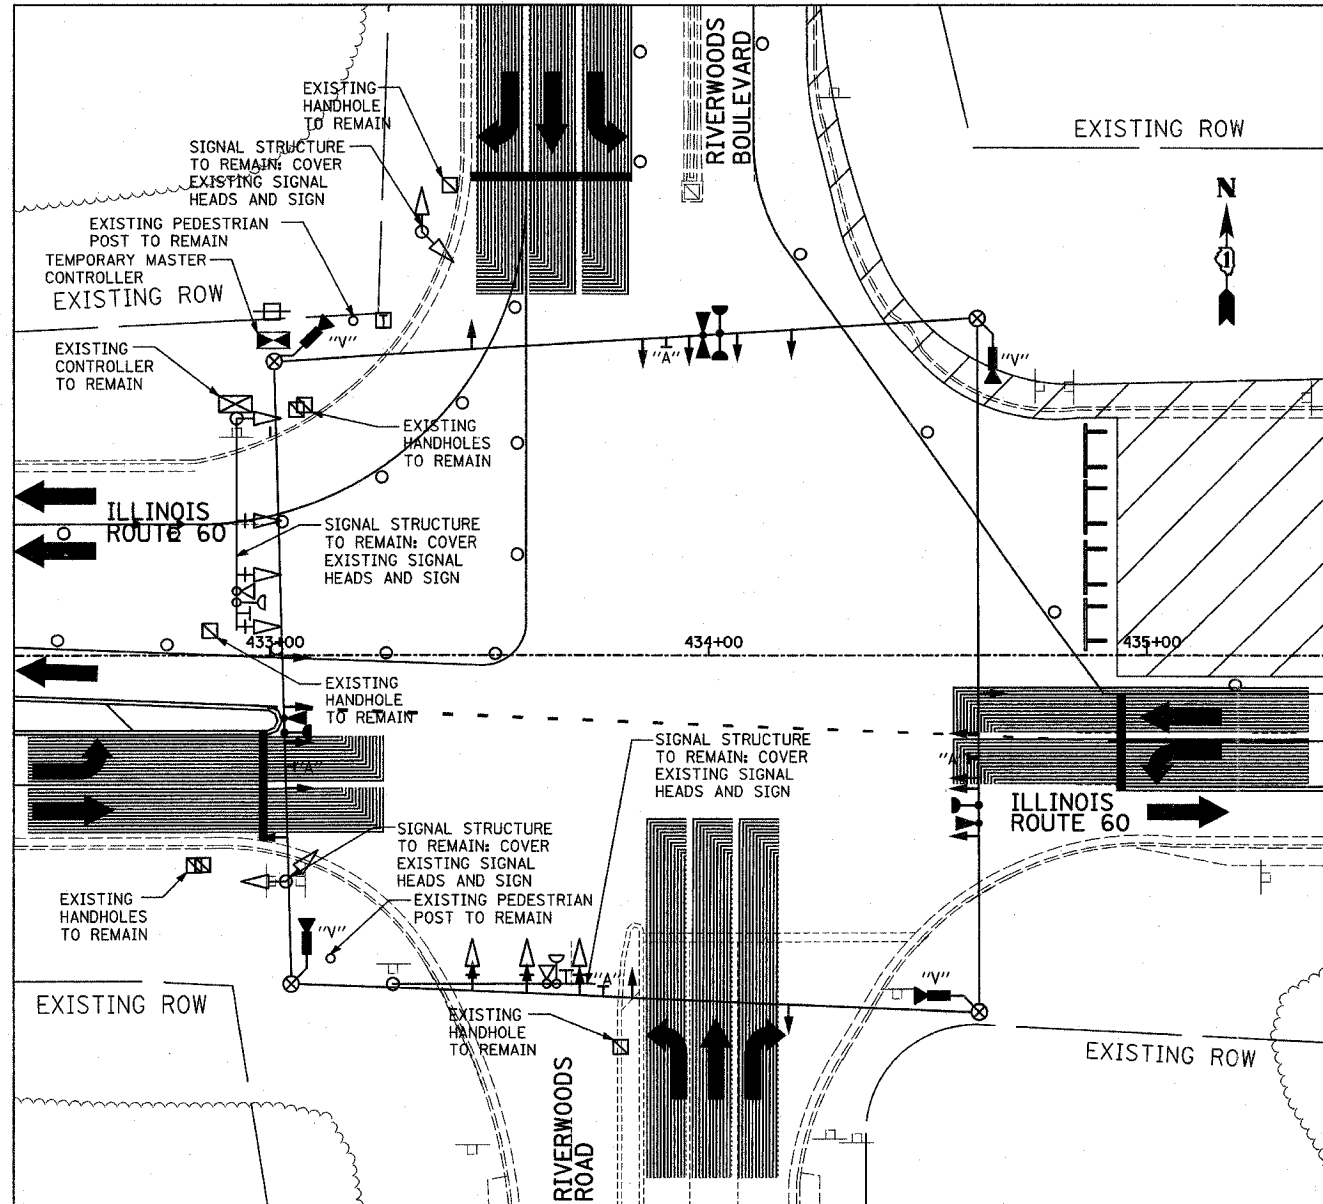 RIVERWOODS
BOULEVARD
EXISTING
HANDHOLE
TO REMAIN
SIGNAL STRUCTURE
TO REMAIN: COVER
EXISTING SIGNAL
HEADS AND SIGN
EXISTING PEDESTRIAN
POST TO REMAIN
TEMPORARY MASTER
CONTROLLER
EXISTING ROW
EXISTING ROW
N
1
T
"V"
"A"
"V"
EXISTING
CONTROLLER
TO REMAIN
EXISTING
HANDHOLES
TO REMAIN
ILLINOIS
ROUTE 60
SIGNAL STRUCTURE
TO REMAIN: COVER
EXISTING SIGNAL
HEADS AND SIGN
433+00
434+00
435+00
EXISTING
HANDHOLE
TO REMAIN
SIGNAL STRUCTURE
TO REMAIN: COVER
EXISTING SIGNAL
HEADS AND SIGN
"A"
"A"
ILLINOIS
ROUTE 60
SIGNAL STRUCTURE
TO REMAIN: COVER
EXISTING SIGNAL
HEADS AND SIGN
EXISTING PEDESTRIAN
POST TO REMAIN
EXISTING
HANDHOLES
TO REMAIN
"V"
"A"
"V"
EXISTING ROW
EXISTING
HANDHOLE
TO REMAIN
EXISTING ROW
RIVERWOODS
ROAD